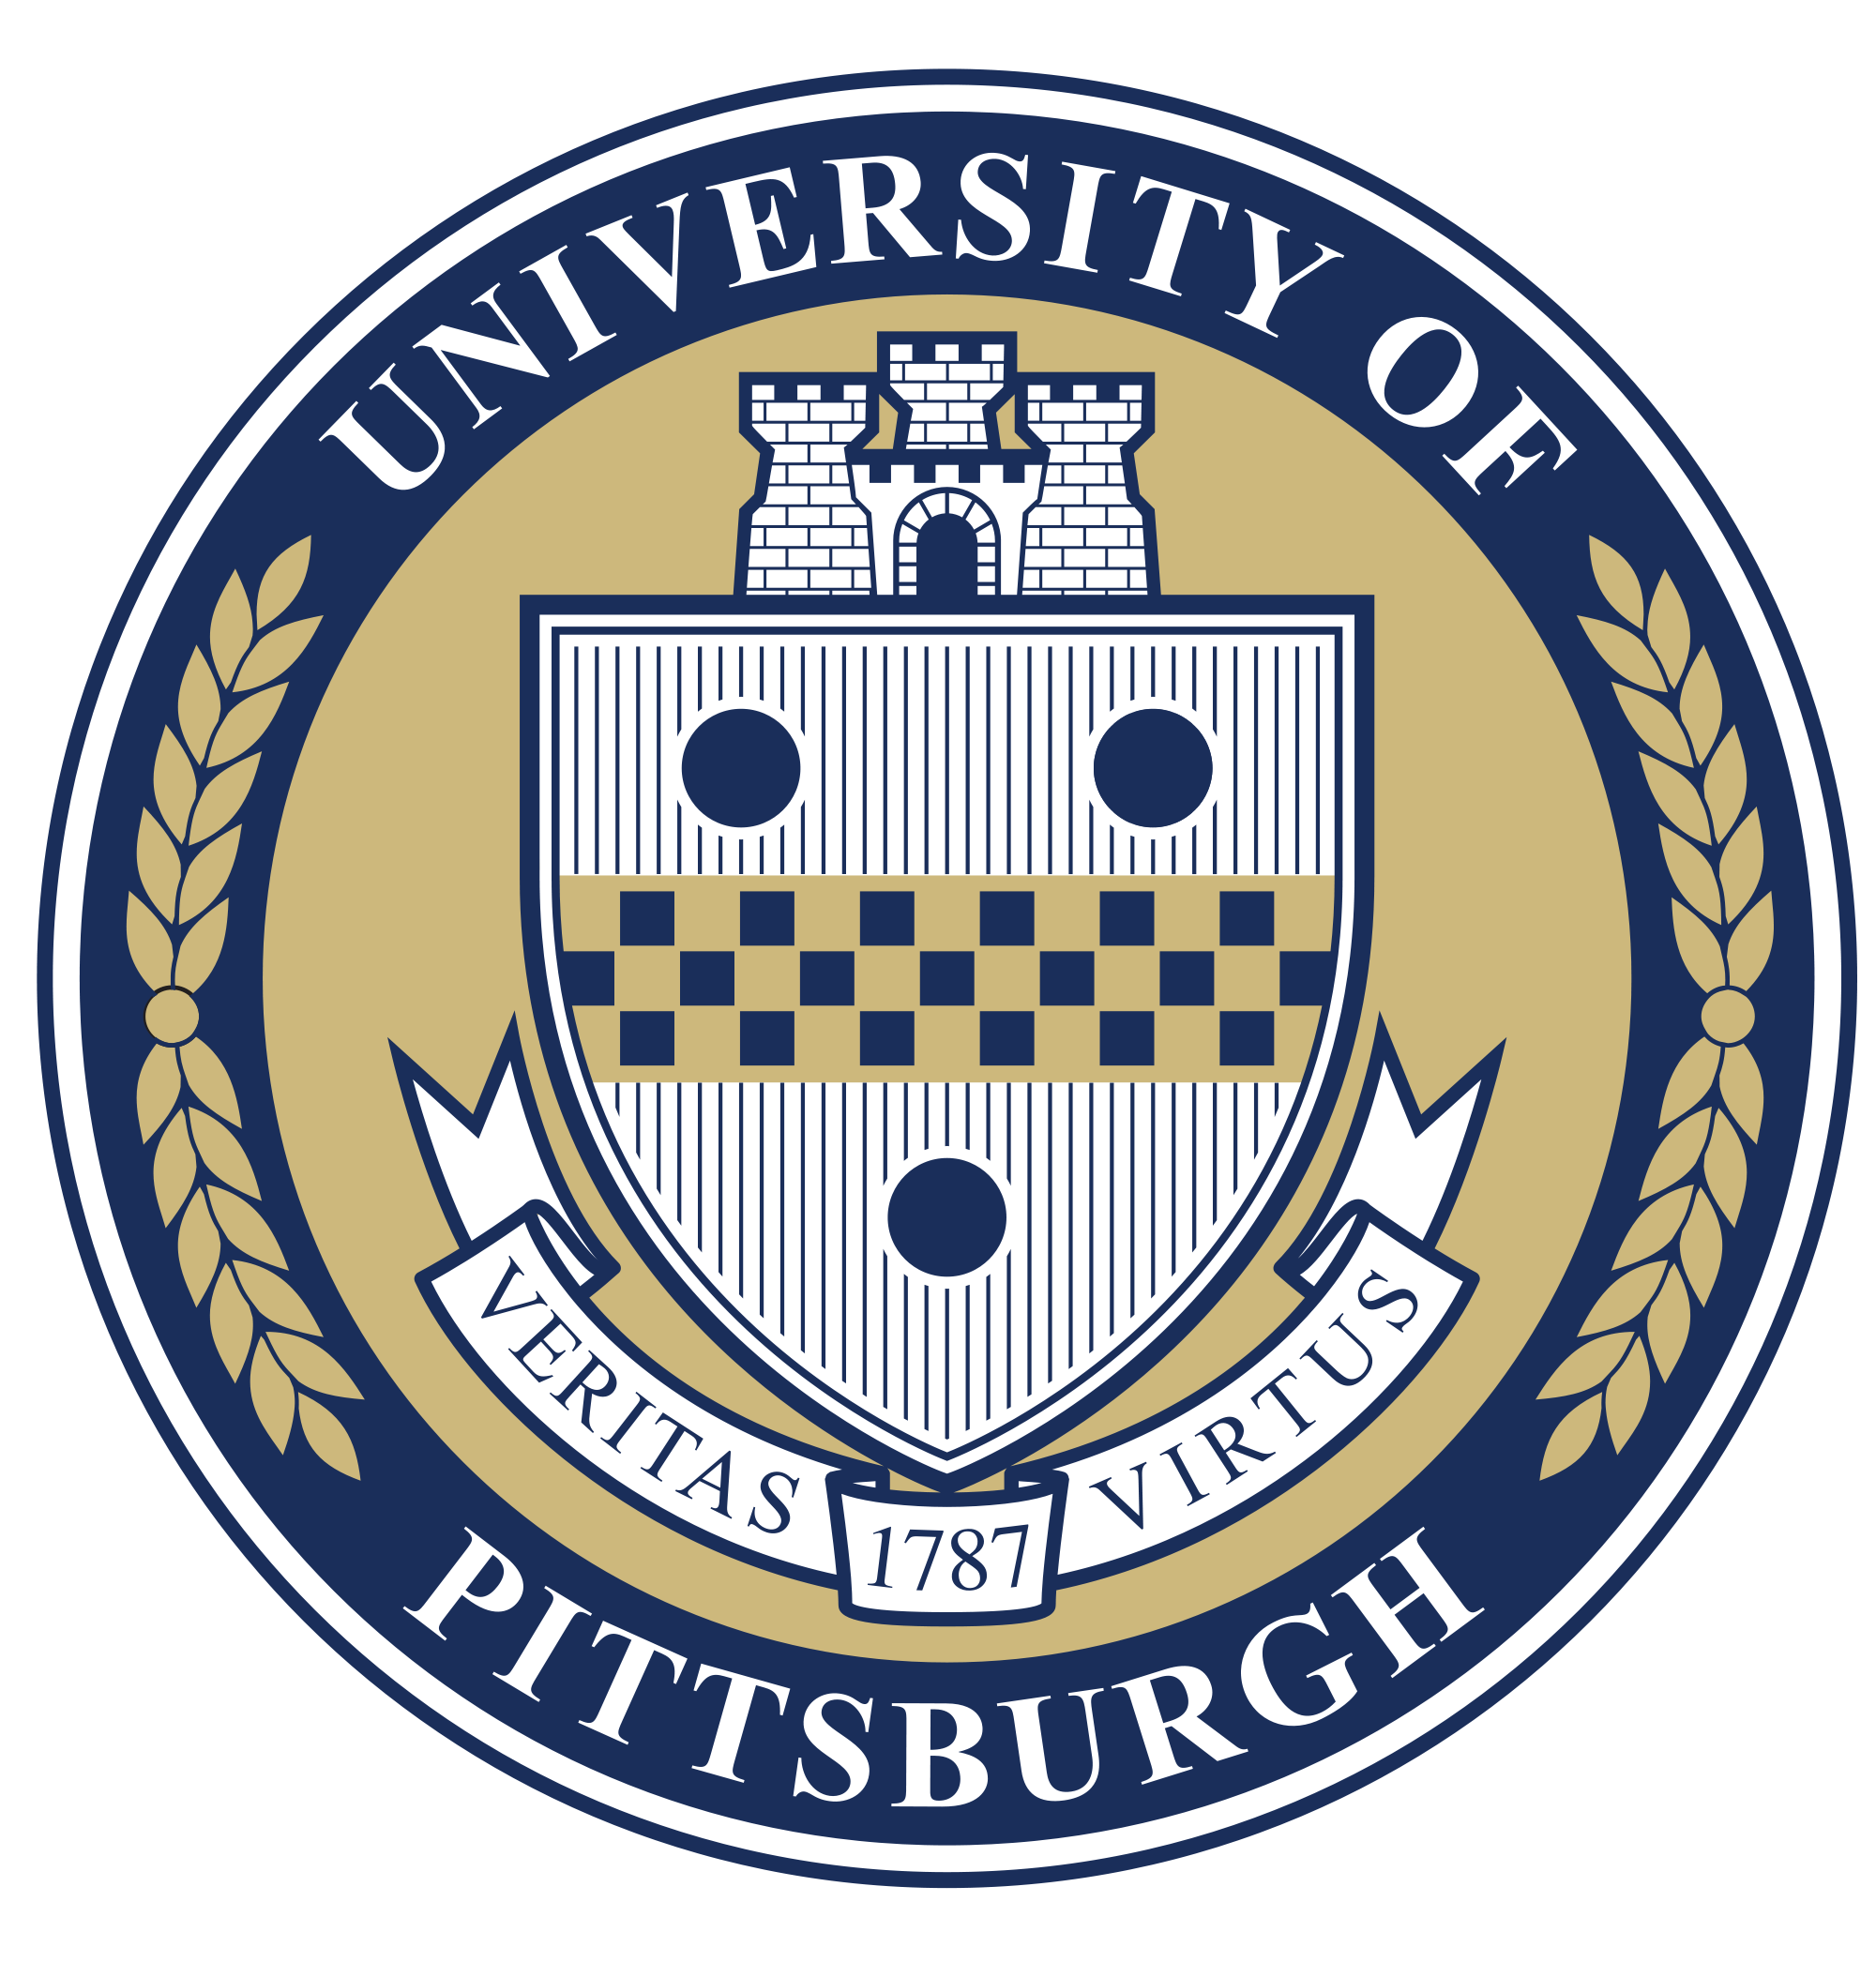 UNIVERSITY OF
VERITAS
1787
VIRTUS
PITTSBURGH